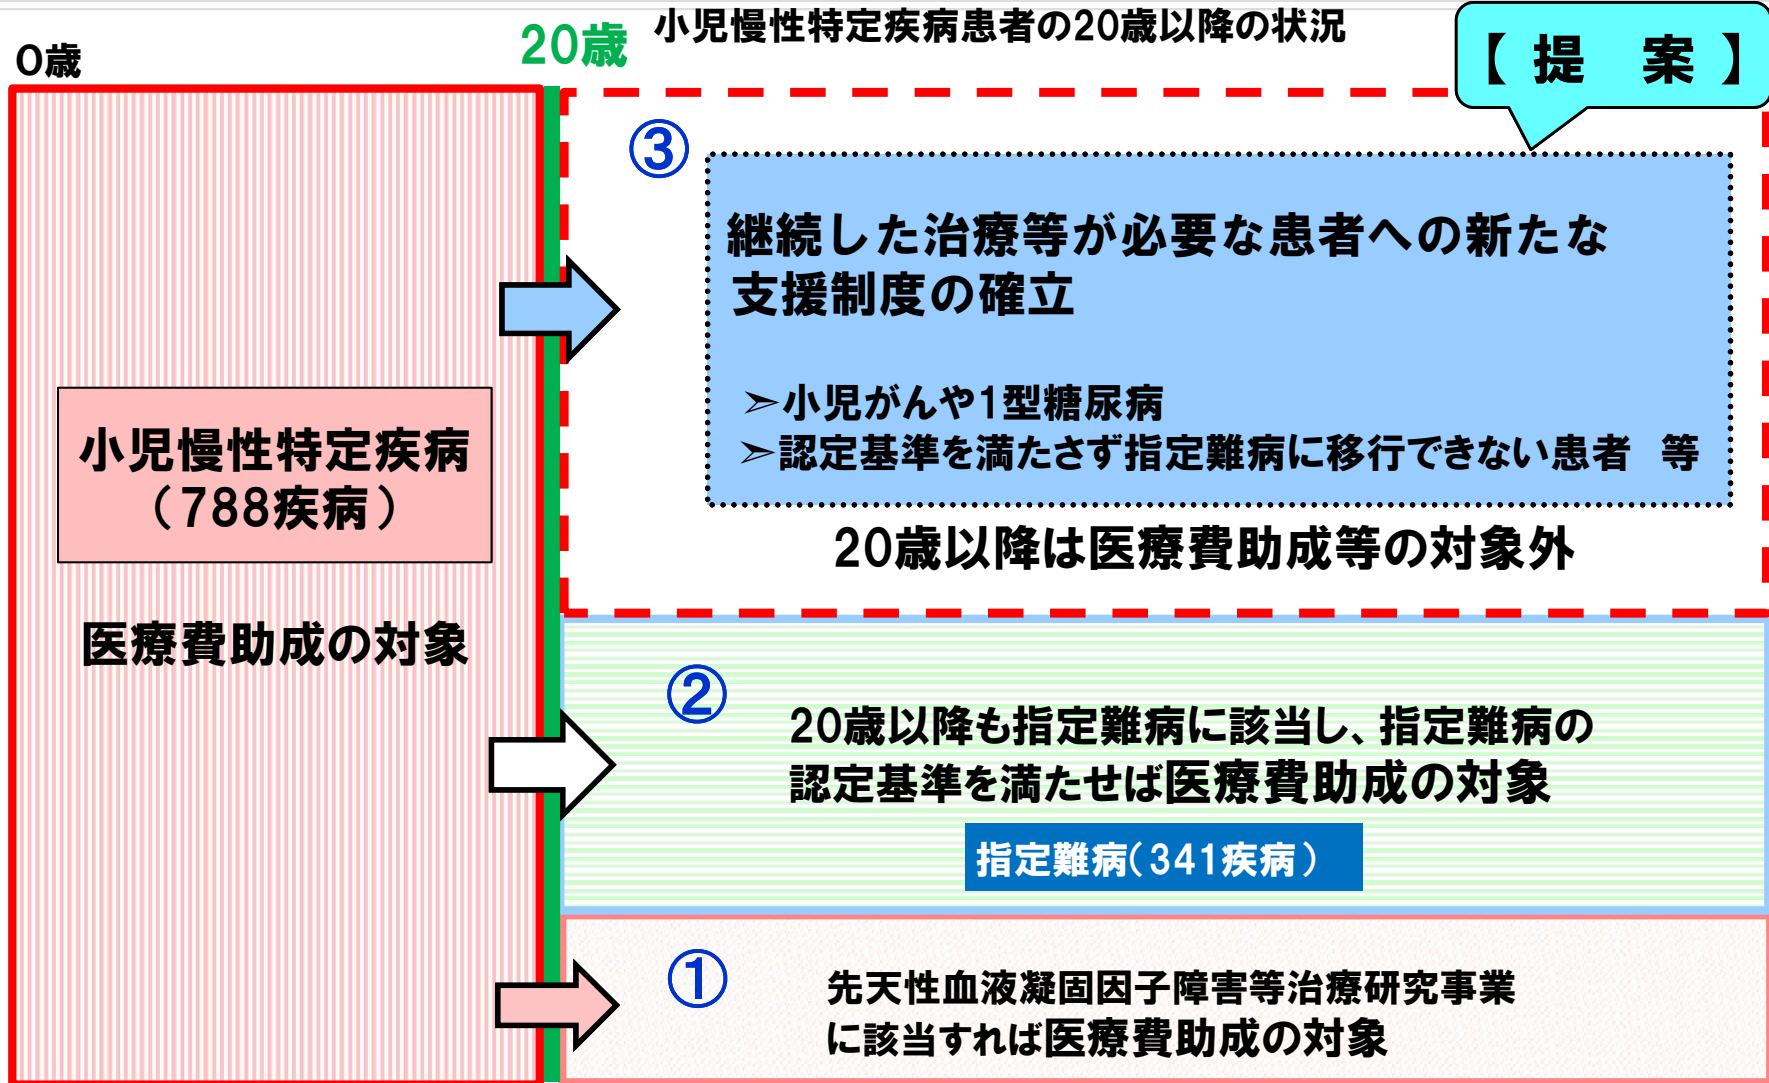 小児慢性特定疾病患者の20歳以降の状況
0歳
20歳
【 提　案 】
小児慢性特定疾病
（788疾病）
医療費助成の対象
③
継続した治療等が必要な患者への新たな
支援制度の確立
➢小児がんや1型糖尿病
➢認定基準を満たさず指定難病に移行できない患者　等
20歳以降は医療費助成等の対象外
②
20歳以降も指定難病に該当し、指定難病の
認定基準を満たせば医療費助成の対象
指定難病（341疾病）
①
先天性血液凝固因子障害等治療研究事業
に該当すれば医療費助成の対象